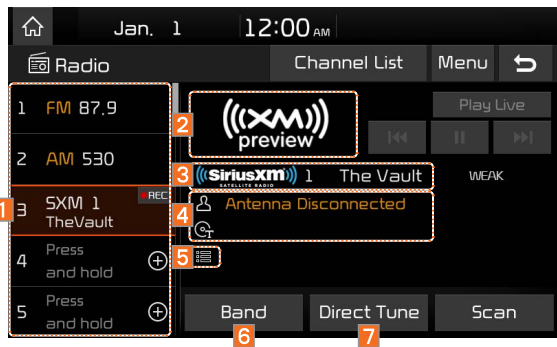 Jan. 1 12:00 AM
Radio Channel List Menu
1 FM 87.9
2 AM 530
3 SXM 1 REC
TheVault
4 Press
and hold
5 Press
and hold
1
2
(((XM)))
preview
Play Live
3
((SiriusXM)) 1 The Vault WEAK
SATELLITE RADIO
4
Antenna Disconnected
5
Band Direct Tune Scan
6 7